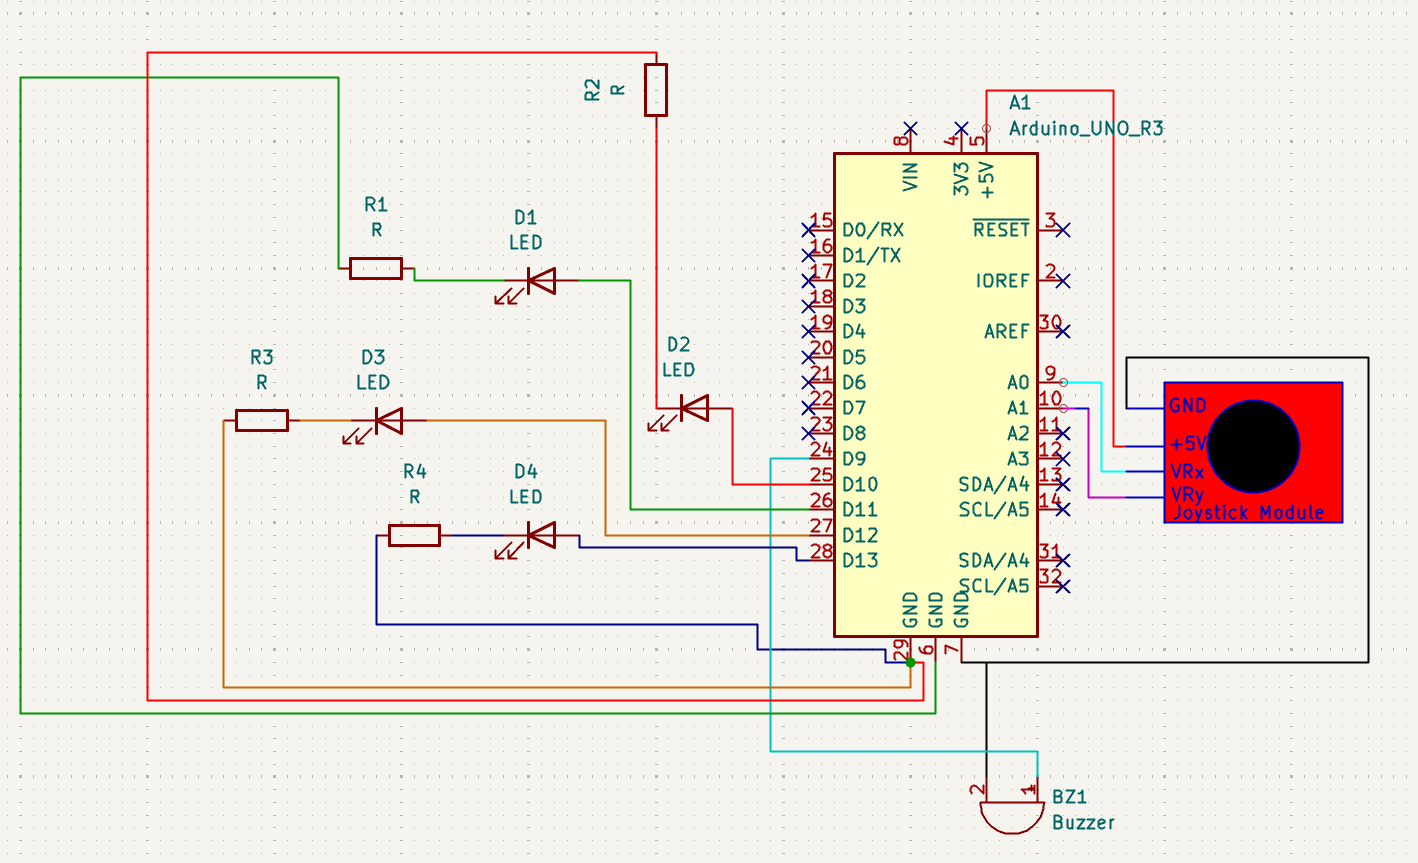 R2
R
A1
Arduino_UNO_R3
8
4
5
VIN
3V3
+5V
R1
R
D1
LED
15
D0/RX
RESET
3
16
D1/TX
17
D2
IOREF
2
18
D3
19
D4
AREF
30
R3
R
D3
LED
D2
LED
20
D5
21
D6
A0
9
22
D7
A1
10
GND
23
D8
A2
11
24
D9
A3
12
+5V
R4
R
D4
LED
25
D10
SDA/A4
13
VRx
26
D11
SCL/A5
14
VRy
Joystick Module
27
D12
28
D13
SDA/A4
31
SCL/A5
32
GND
GND
GND
29
6
7
2
1
+
BZ1
Buzzer